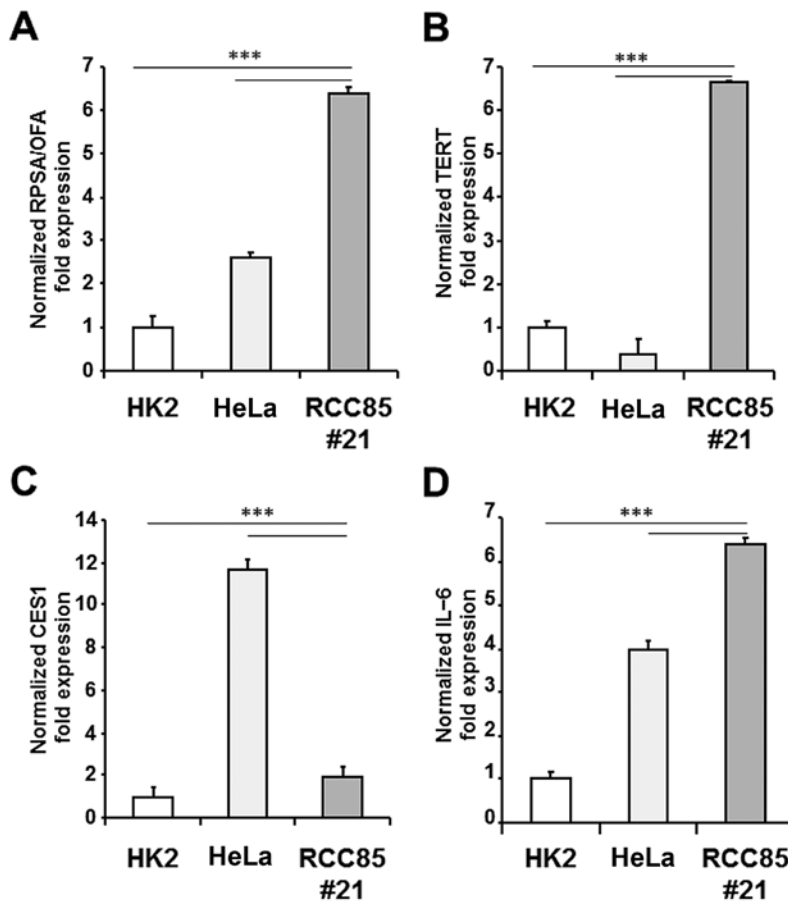 A
***
7
6
5
4
3
2
1
0
Normalized RPSA/OFA
fold expression
HK2 HeLa RCC85
#21
B
***
7
6
5
4
3
2
1
0
Normalized TERT
fold expression
HK2 HeLa RCC85
#21
C
***
14
12
10
8
6
4
2
0
Normalized CES1
fold expression
HK2 HeLa RCC85
#21
D
***
7
6
5
4
3
2
1
0
Normalized IL–6
fold expression
HK2 HeLa RCC85
#21